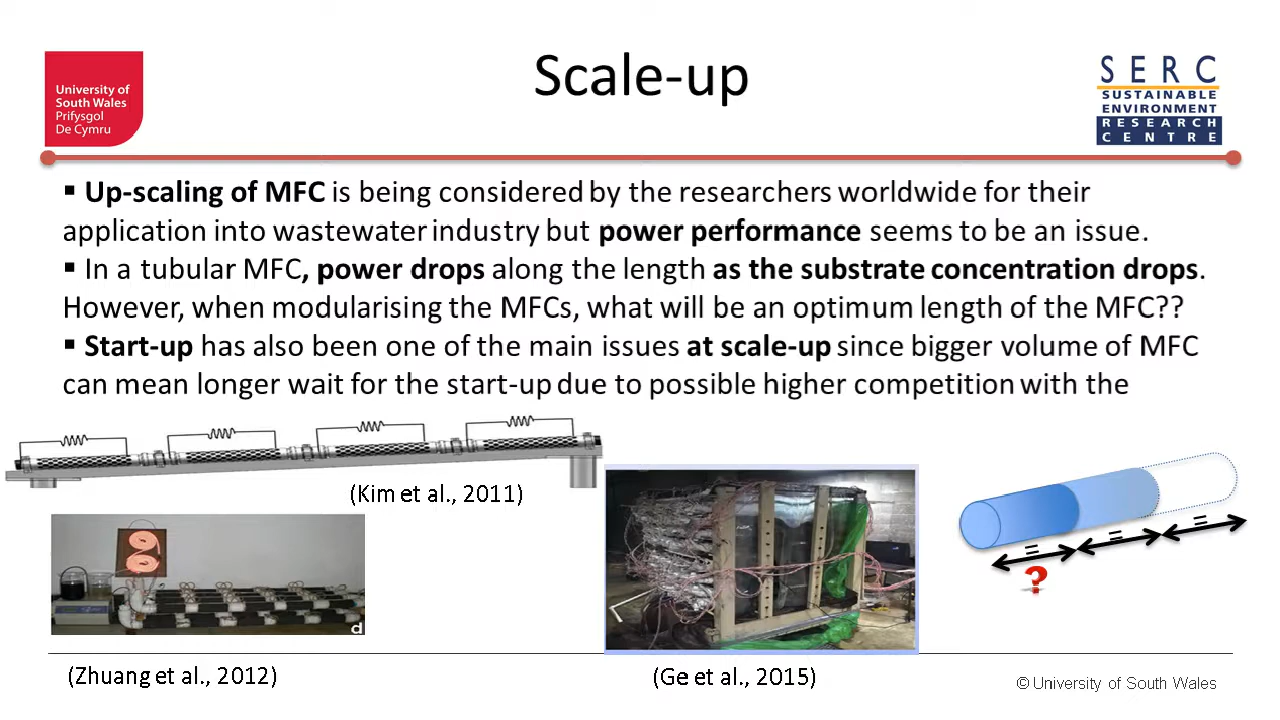 Scale-up
University of
South Wales
Prifysgol
De Cymru
S E R C
SUSTAINABLE
ENVIRONMENT
RESEARCH
CENTRE
▪ Up-scaling of MFC is being considered by the researchers worldwide for their
application into wastewater industry but power performance seems to be an issue.
▪ In a tubular MFC, power drops along the length as the substrate concentration drops.
However, when modularising the MFCs, what will be an optimum length of the MFC??
▪ Start-up has also been one of the main issues at scale-up since bigger volume of MFC
can mean longer wait for the start-up due to possible higher competition with the
(Kim et al., 2011)
= = =
?
d
(Zhuang et al., 2012)
(Ge et al., 2015)
© University of South Wales